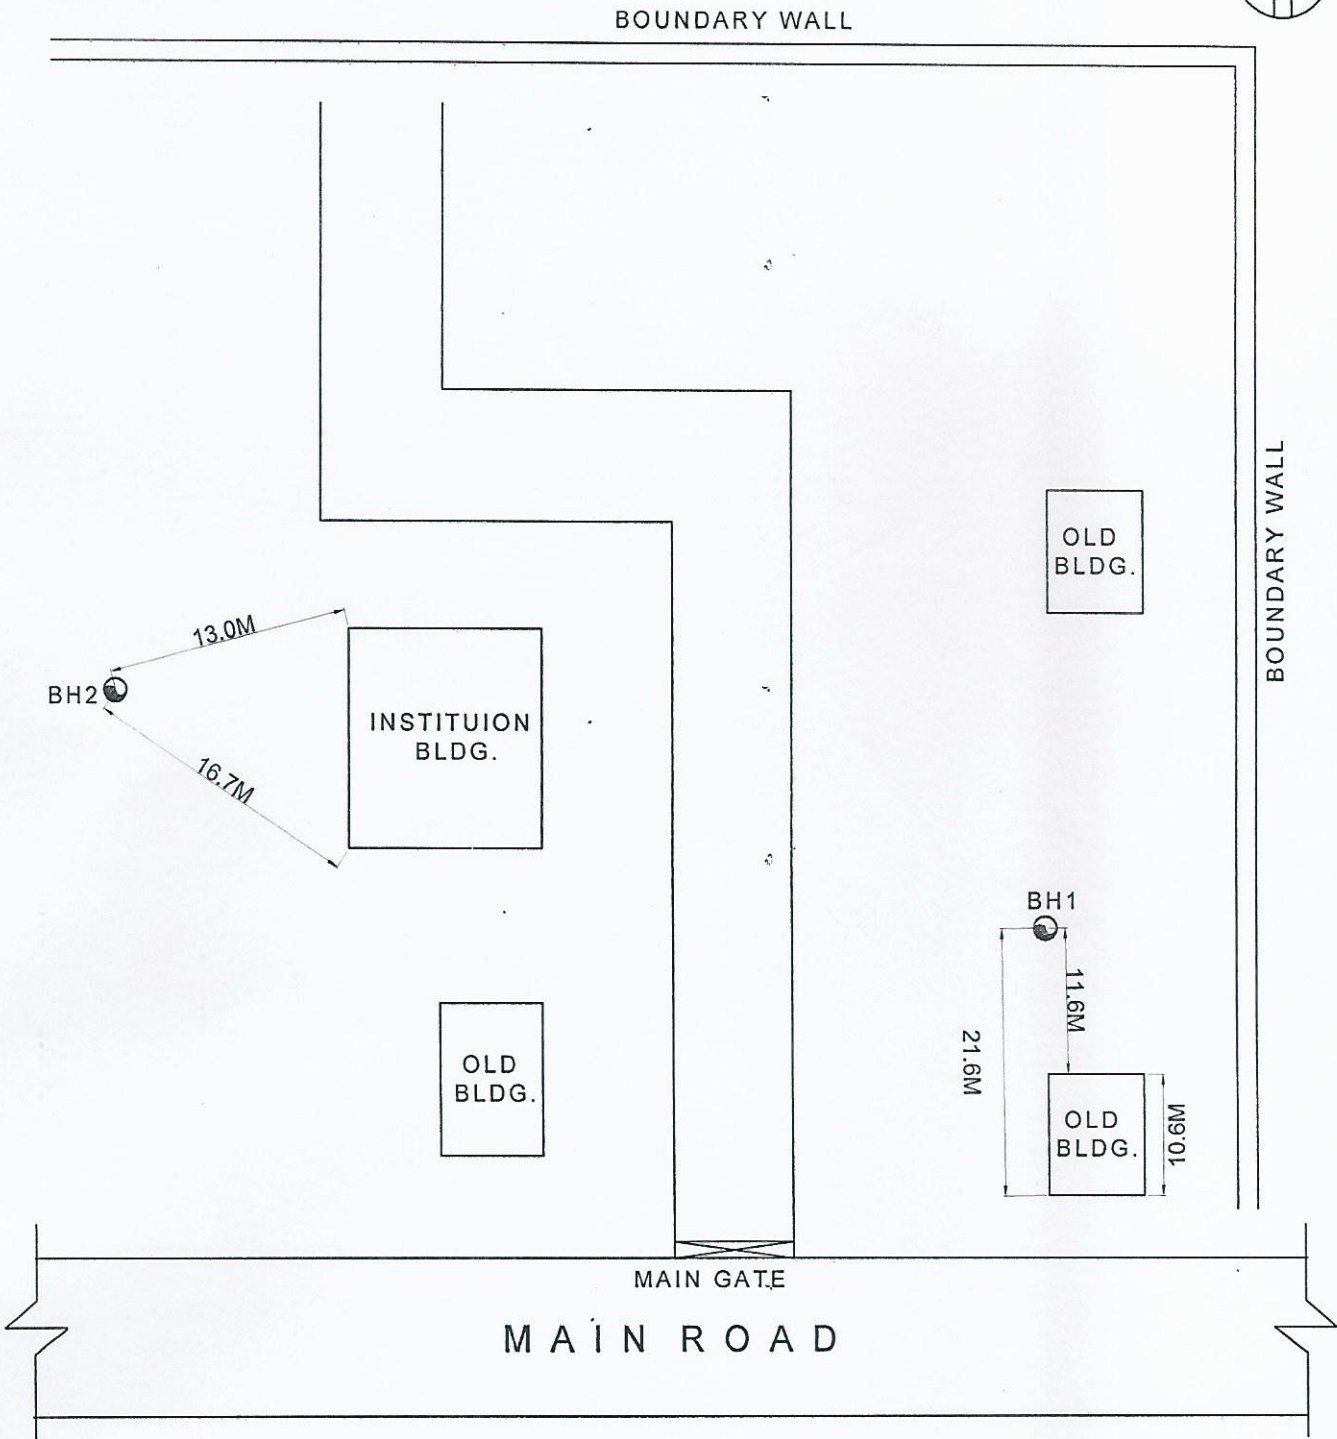 BOUNDARY WALL
BOUNDARY WALL
OLD
BLDG.
13.0M
BH2
INSTITUION
BLDG.
16.7M
BH1
11.6M
21.6M
OLD
BLDG.
OLD
BLDG.
10.6M
MAIN GATE
MAIN ROAD